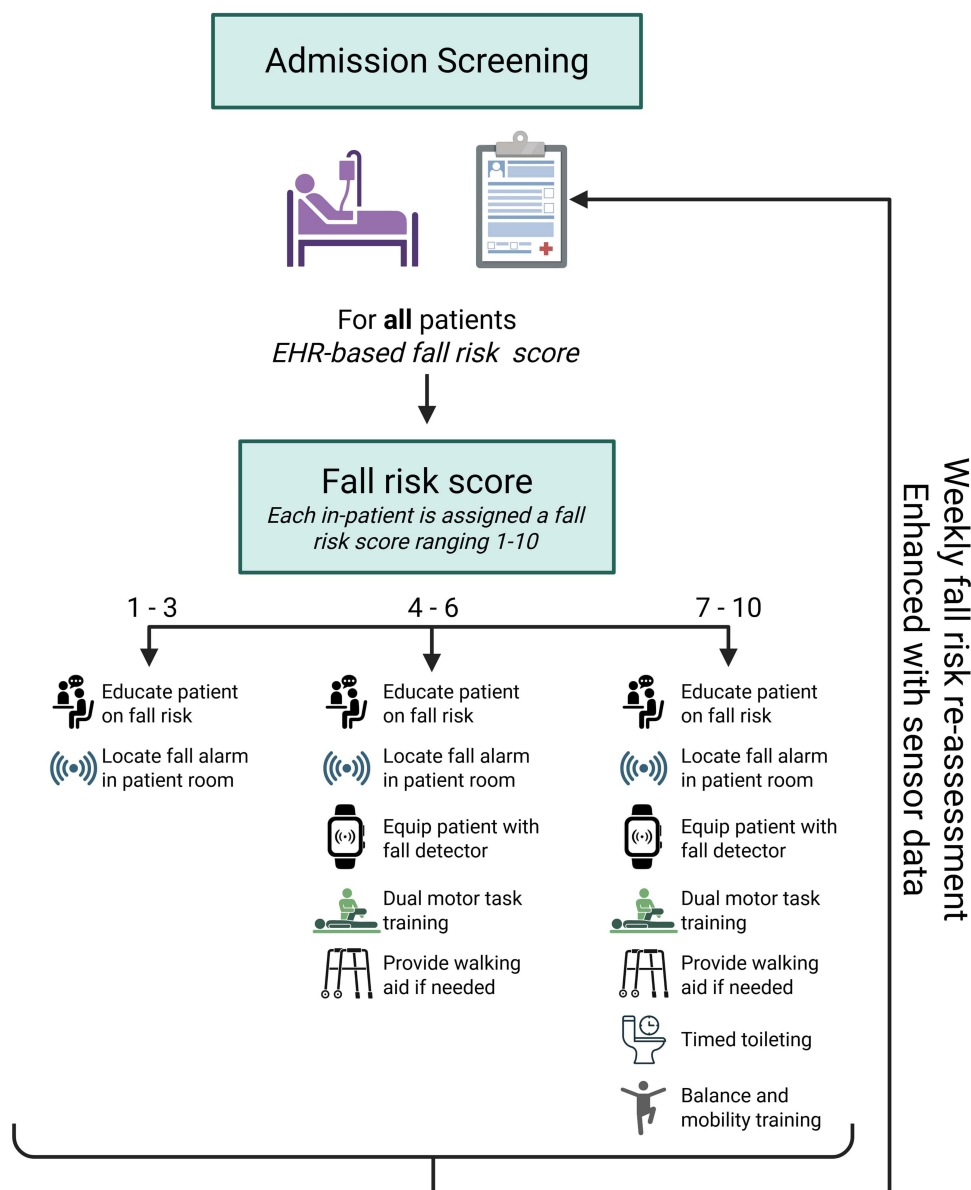 Admission Screening
For all patients
EHR-based fall risk score
Fall risk score
Each in-patient is assigned a fall
risk score ranging 1-10
1 - 3
Educate patient
on fall risk
Locate fall alarm
in patient room
4 - 6
Educate patient
on fall risk
Locate fall alarm
in patient room
Equip patient with
fall detector
Dual motor task
training
Provide walking
aid if needed
7 - 10
Educate patient
on fall risk
Locate fall alarm
in patient room
Equip patient with
fall detector
Dual motor task
training
Provide walking
aid if needed
Timed toileting
Balance and
mobility training
Weekly fall risk re-assessment
Enhanced with sensor data